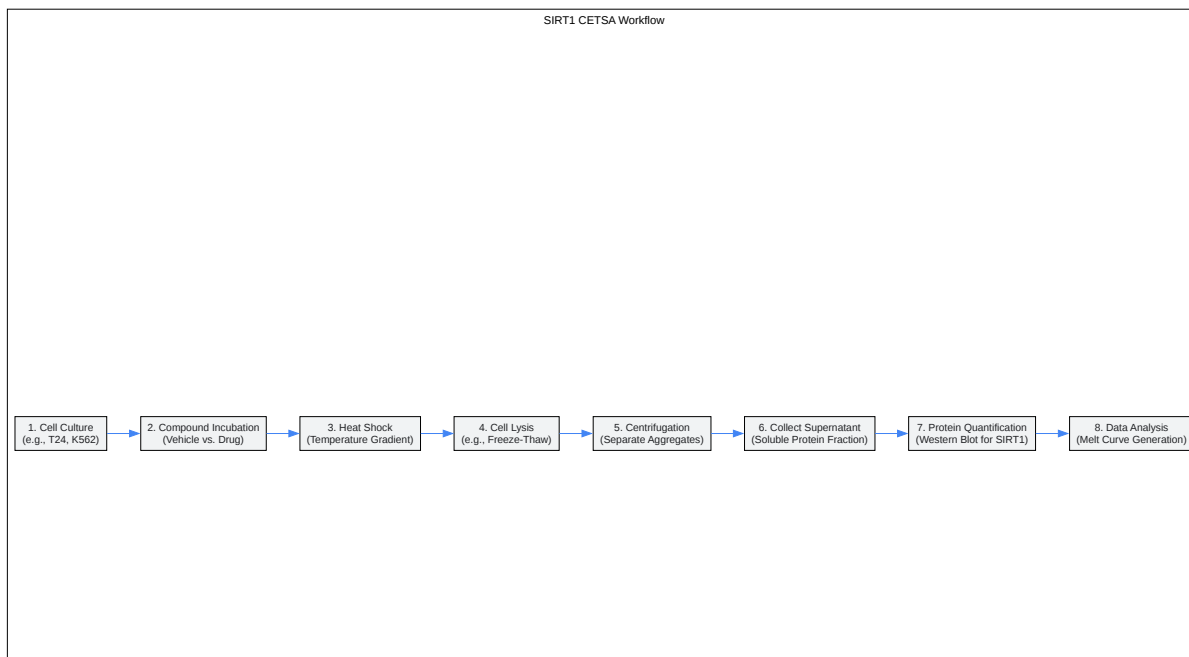 SIRT1 CETSA Workflow
1. Cell Culture
(e.g., T24, K562)
2. Compound Incubation
(Vehicle vs. Drug)
3. Heat Shock
(Temperature Gradient)
4. Cell Lysis
(e.g., Freeze-Thaw)
5. Centrifugation
(Separate Aggregates)
6. Collect Supernatant
(Soluble Protein Fraction)
7. Protein Quantification
(Western Blot for SIRT1)
8. Data Analysis
(Melt Curve Generation)